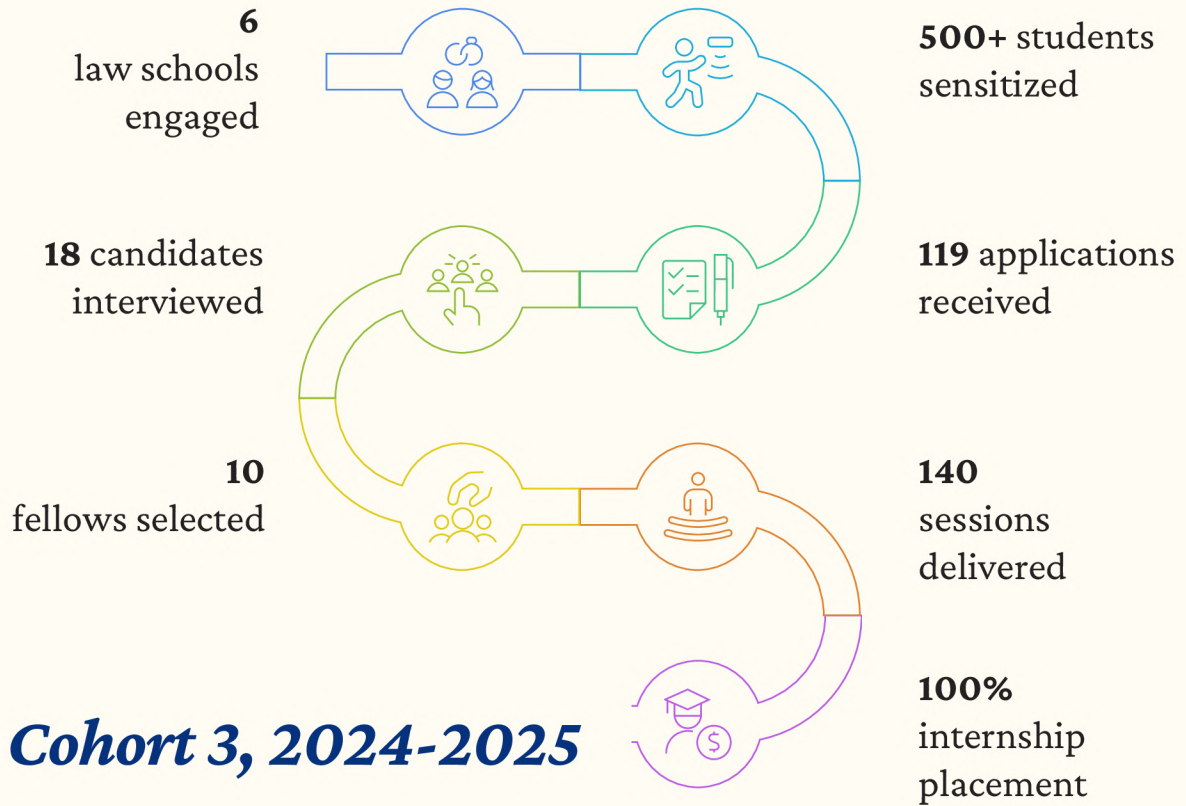 6
law schools
engaged
500+ students
sensitized
119 applications
received
18 candidates
interviewed
10
fellows selected
140
sessions
delivered
100%
internship
placement
Cohort 3, 2024-2025